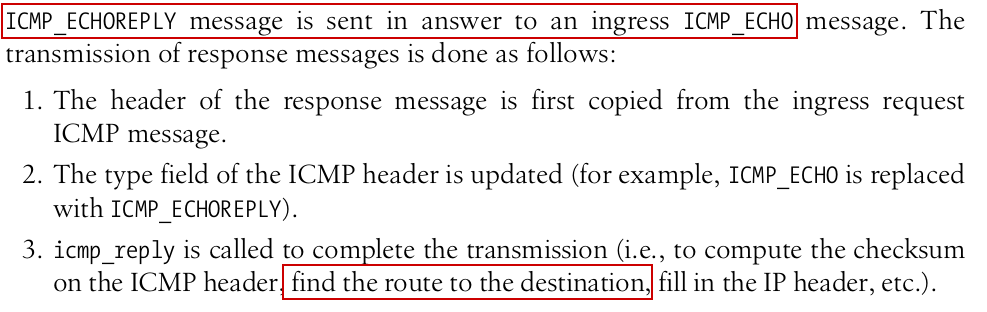 ICMP_ECHOREPLY message is sent in answer to an ingress ICMP_ECHO message. The
transmission of response messages is done as follows:
1. The header of the response message is first copied from the ingress request
ICMP message.
2. The type field of the ICMP header is updated (for example, ICMP_ECHO is replaced
with ICMP_ECHOREPLY).
3. icmp_reply is called to complete the transmission (i.e., to compute the checksum
on the ICMP header, find the route to the destination, fill in the IP header, etc.).